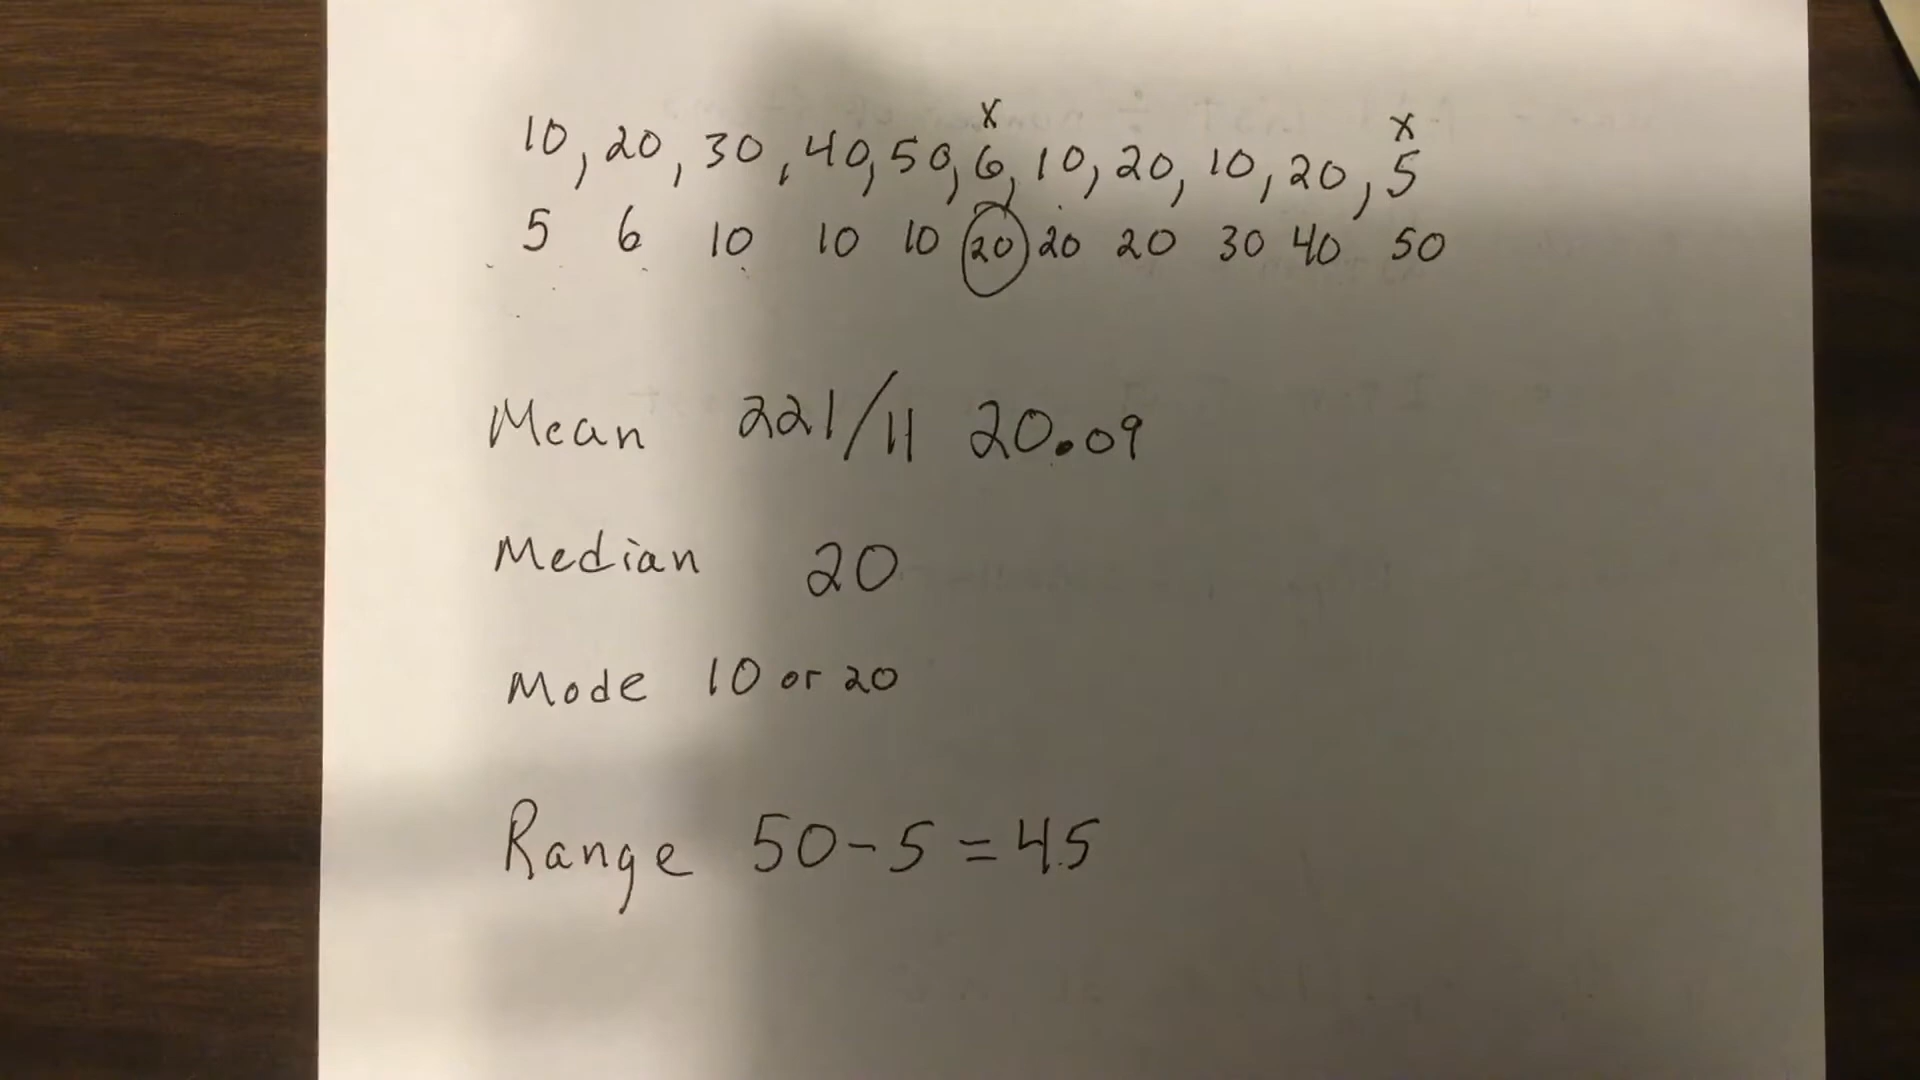 x x
10, 20, 30, 40, 50, 6, 10, 20, 10, 20, 5
5 6 10 10 10 20 20 20 30 40 50
Mean 221/11 20.09
Median 20
Mode 10 or 20
Range 50-5=45